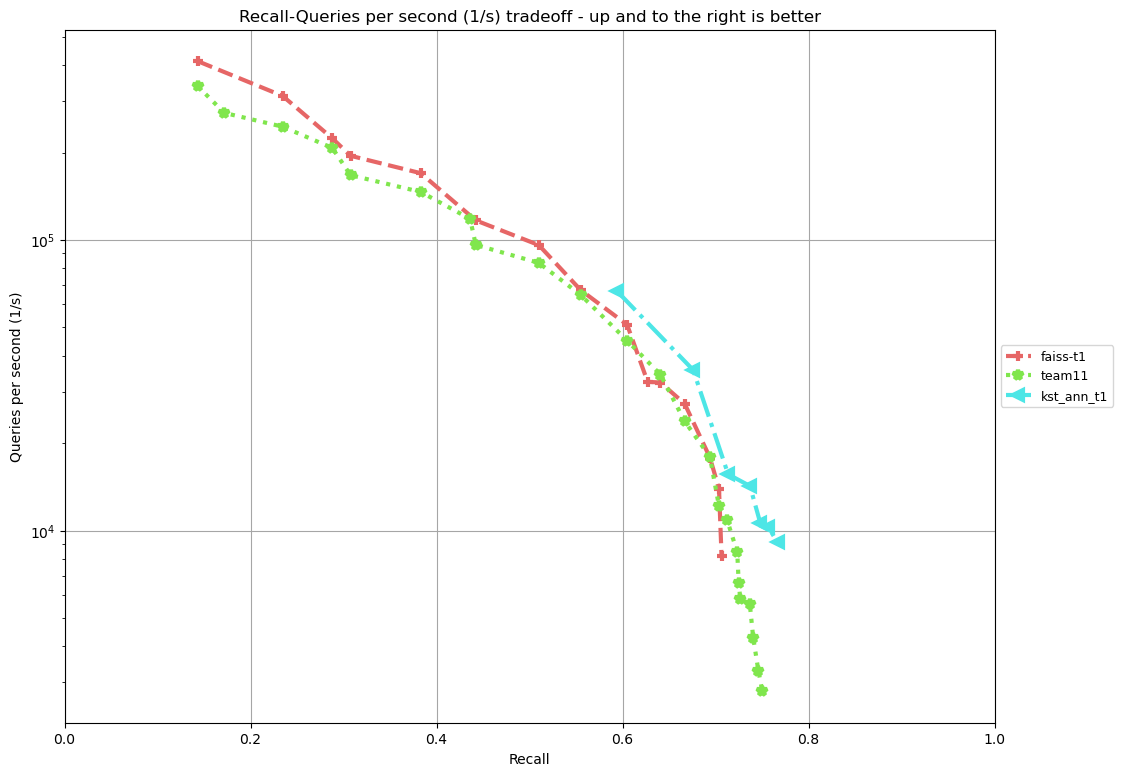 Recall-Queries per second (1/s) tradeoff - up and to the right is better
Queries per second (1/s)
10^5
10^4
0.0 0.2 0.4 0.6 0.8 1.0
Recall
faiss-t1
team11
kst_ann_t1